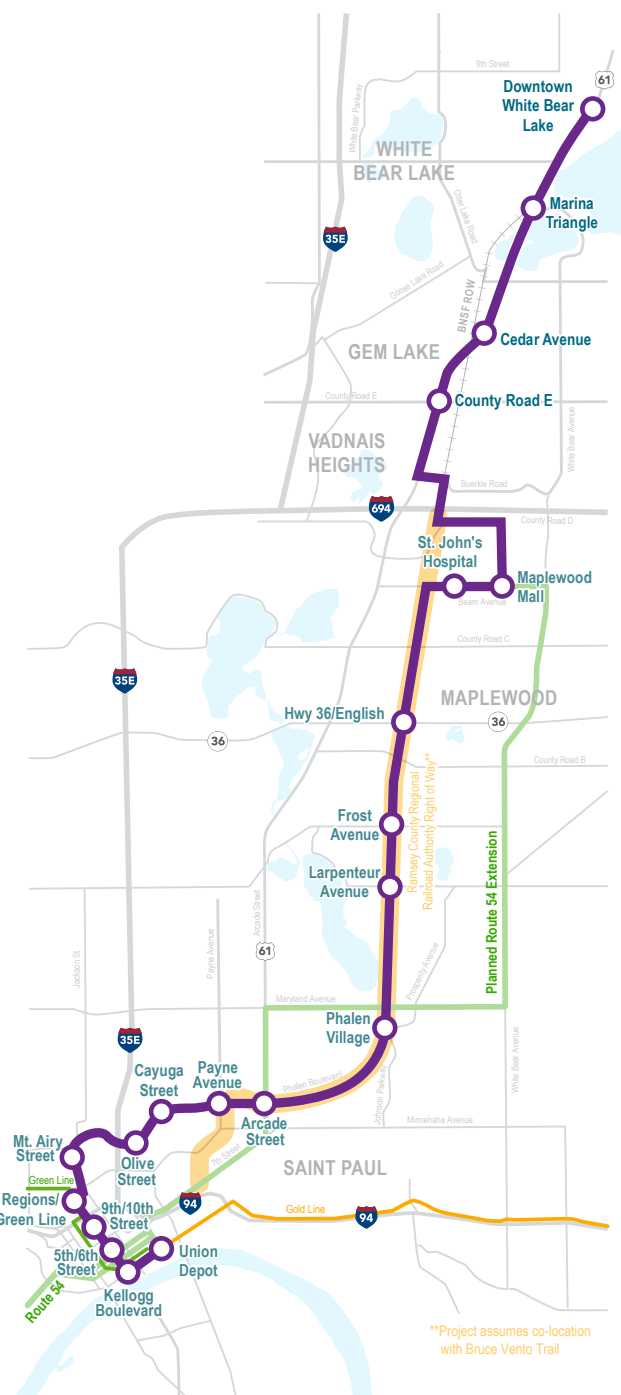 9th Street
61
Downtown
White Bear
Lake
White Bear Parkway
WHITE
BEAR LAKE
Otter Lake Road
Marina
Triangle
35E
Goose Lake Road
BNSF ROW
Cedar Avenue
GEM LAKE
County Road E
County Road E
White Bear Avenue
VADNAIS
HEIGHTS
Buerkie Road
694
County Road D
St. John's
Hospital
Maplewood
Mall
Beam Avenue
County Road C
35E
MAPLEWOOD
Hwy 36/English
36
36
County Road B
Ramsey County Regional
Railroad Authority Right of Way**
Frost
Avenue
Larpenteur
Avenue
Planned Route 54 Extension
Arcade Street
Payne Avenue
Jackson St
61
Prosperity Avenue
Maryland Avenue
Phalen
Village
35E
White Bear Avenue
Cayuga
Street
Payne
Avenue
Phalen Boulevard
Johnson Parkway
Arcade
Street
Minnehaha Avenue
Mt. Airy
Street
Olive
Street
7th Street
SAINT PAUL
Green Line
Regions/
Green Line
94
9th/10th
Street
Gold Line
94
5th/6th
Street
Union
Depot
Kellogg
Boulevard
Route 54
**Project assumes co-location
with Bruce Vento Trail